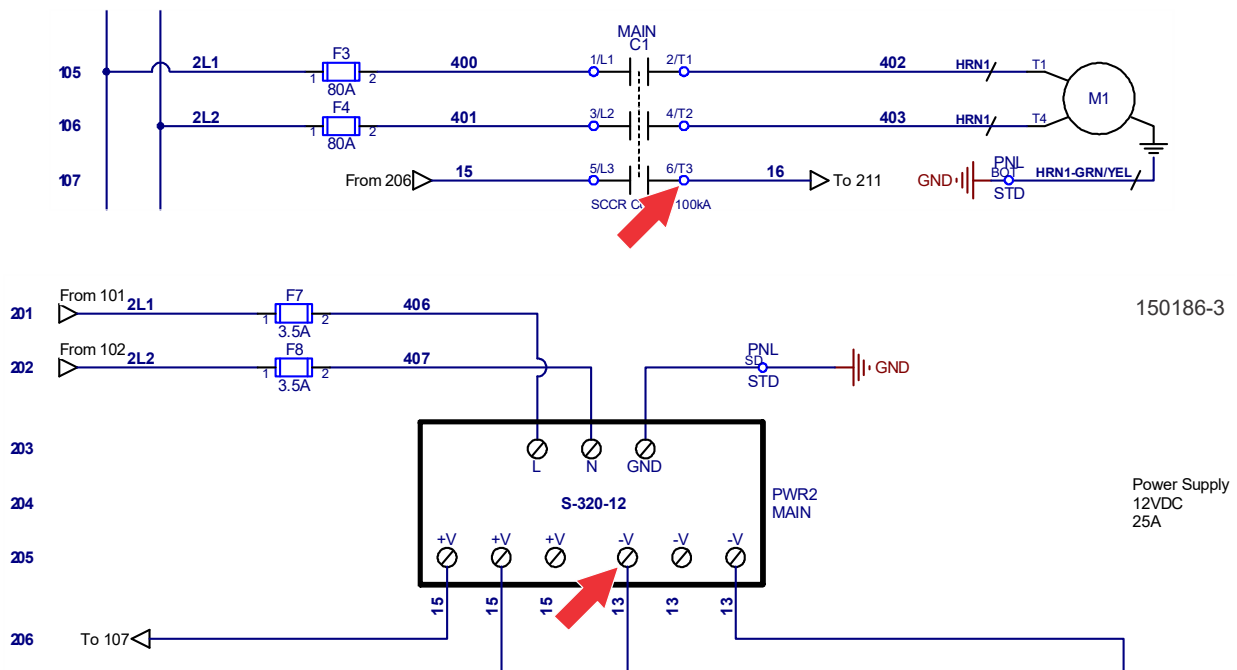 MAIN
C1
105
2L1
F3
1
2
80A
400
1/L1
2/T1
402
HRN1
T1
M1
106
2L2
F4
1
2
80A
401
3/L2
4/T2
403
HRN1
T4
107
From 206
15
5/L3
6/T3
16
To 211
GND
PNL
BOT
STD
HRN1-GRN/YEL
SCCR
100kA
201
From 101
2L1
F7
1
2
3.5A
406
150186-3
202
From 102
2L2
F8
1
2
3.5A
407
PNL
SD
STD
GND
203
L
N
GND
204
S-320-12
PWR2
MAIN
Power Supply
12VDC
25A
205
+V
+V
+V
-V
-V
-V
15
15
15
13
13
13
206
To 107